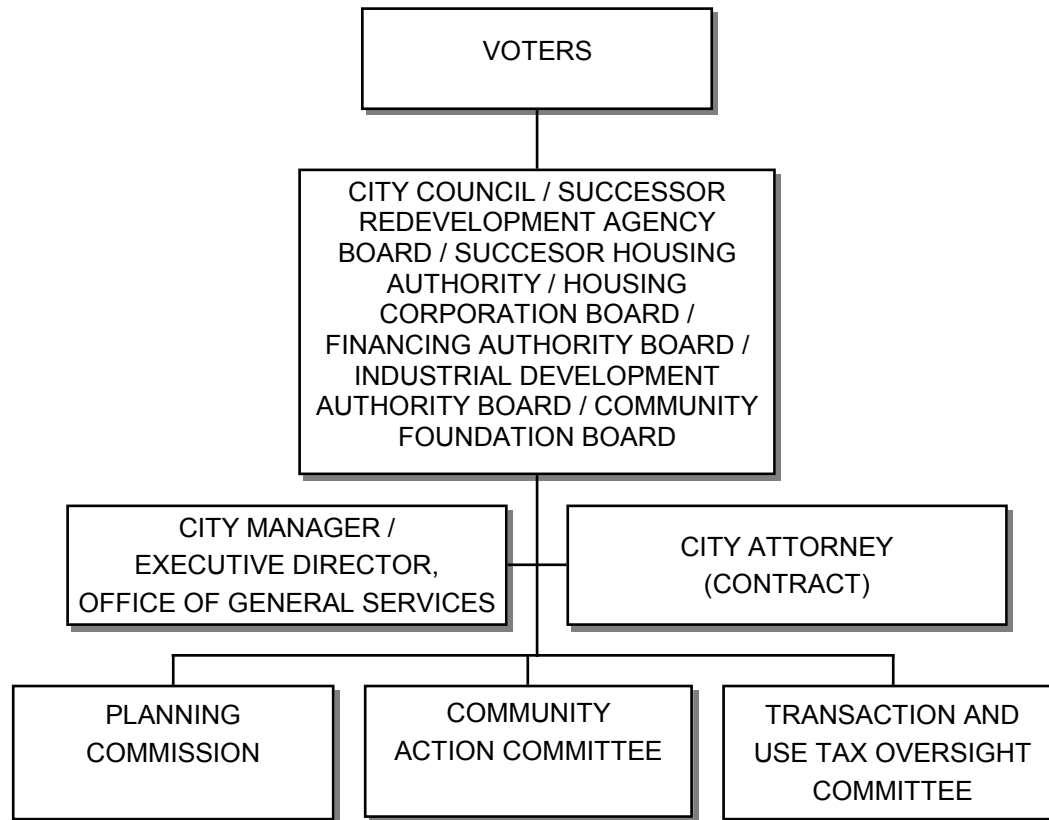 VOTERS
CITY COUNCIL / SUCCESSOR
REDEVELOPMENT AGENCY
BOARD / SUCCESOR HOUSING
AUTHORITY / HOUSING
CORPORATION BOARD /
FINANCING AUTHORITY BOARD /
INDUSTRIAL DEVELOPMENT
AUTHORITY BOARD / COMMUNITY
FOUNDATION BOARD
CITY MANAGER /
EXECUTIVE DIRECTOR,
OFFICE OF GENERAL SERVICES
CITY ATTORNEY
(CONTRACT)
PLANNING
COMMISSION
COMMUNITY
ACTION COMMITTEE
TRANSACTION AND
USE TAX OVERSIGHT
COMMITTEE